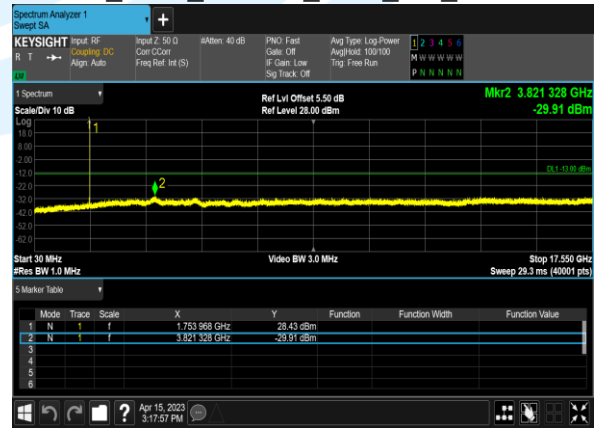 Spectrum Analyzer 1
Swept SA
+
KEYSIGHT Input: RF Input Z: 50 Ω #Atten: 40 dB PNO: Fast Avg Type: Log-Power 1 2 3 4 5 6
R T Coupling: DC Corr CCorr Gate: Off Avg|Hold: 100/100 M W W W W W
Align: Auto Freq Ref: Int (S) IF Gain: Low Trig: Free Run
Sig Track: Off P N N N N N
LXI
1 Spectrum Ref Lvl Offset 5.50 dB Mkr2 3.821 328 GHz
Scale/Div 10 dB Ref Level 28.00 dBm -29.91 dBm
Log
1
18.0
8.00
-2.00
DL1 -13.00 dBm
-12.0
2
-22.0
-32.0
-42.0
-52.0
-62.0
Start 30 MHz Video BW 3.0 MHz Stop 17.550 GHz
#Res BW 1.0 MHz Sweep 29.3 ms (40001 pts)
5 Marker Table
Mode Trace Scale X Y Function Function Width Function Value
1 N 1 f 1.753 968 GHz 28.43 dBm
2 N 1 f 3.821 328 GHz -29.91 dBm
3
4
5
6
? Apr 15, 2023
3:17:57 PM